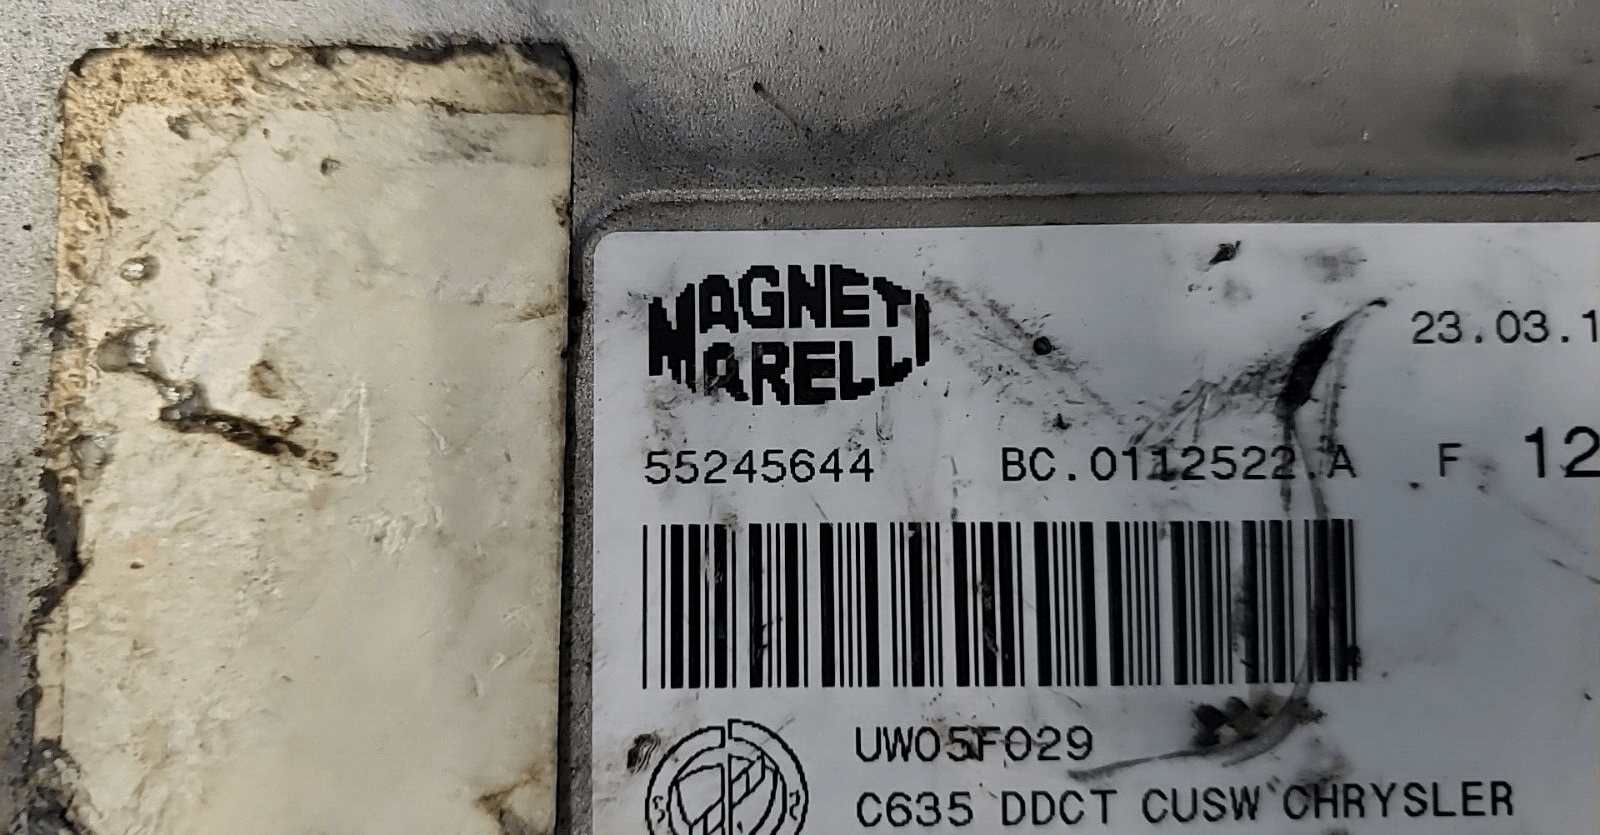 MAGNETI
MARELLI
23.03.1
55245644 BC.0112522.A F 12
UW05F029
C635 DDCT CUSW CHRYSLER